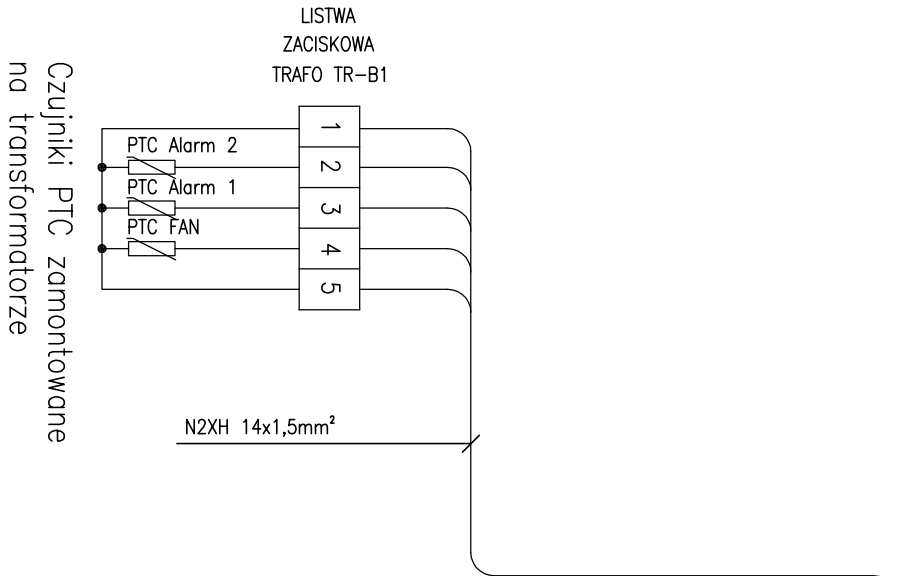 LISTWA
ZACISKOWA
TRAFO TR-B1
Czujniki PTC zamontowane
na transformatorze
1
PTC Alarm 2
2
PTC Alarm 1
3
PTC FAN
4
5
N2XH 14x1,5mm²